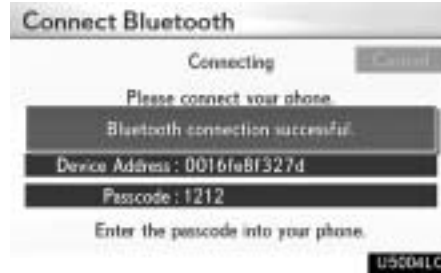 Connect Bluetooth
Connecting
Cancel
Please connect your phone.
Bluetooth connection successful.
Device Address : 0016fe8f327d
Passcode : 1212
Enter the passcode into your phone.
U5004LC